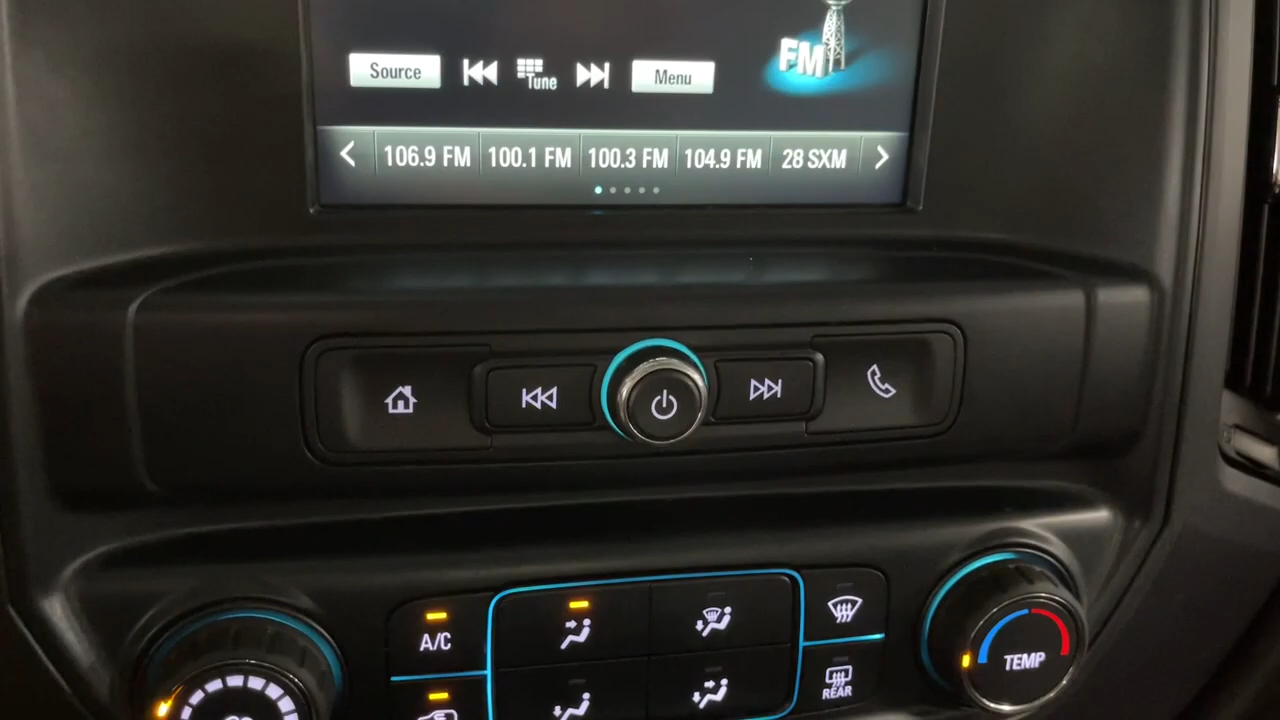 FM
Source
Tune
Menu
106.9 FM
100.1 FM
100.3 FM
104.9 FM
28 SXM
A/C
TEMP
REAR